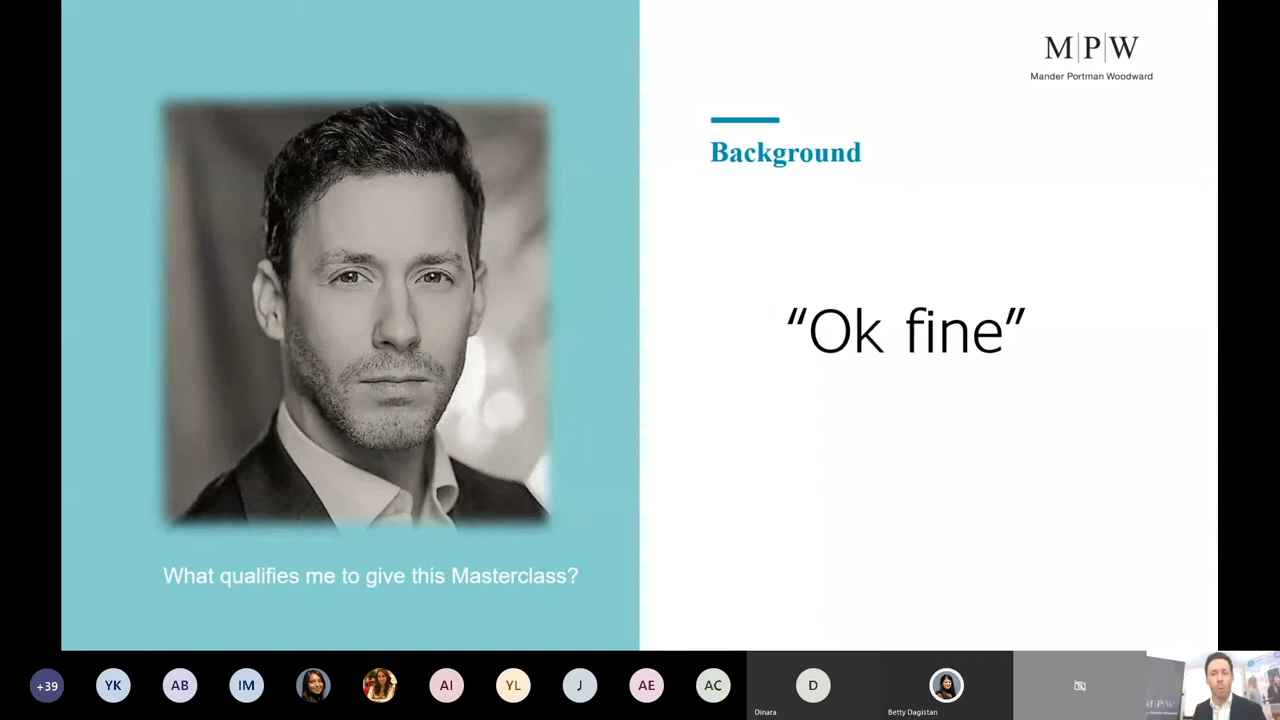 M|P|W
Mander Portman Woodward
Background
“Ok fine”
What qualifies me to give this Masterclass?
+39
YK
AB
IM
AI
YL
J
AE
AC
D
Dinara
Betty Dagistan
M|P|W